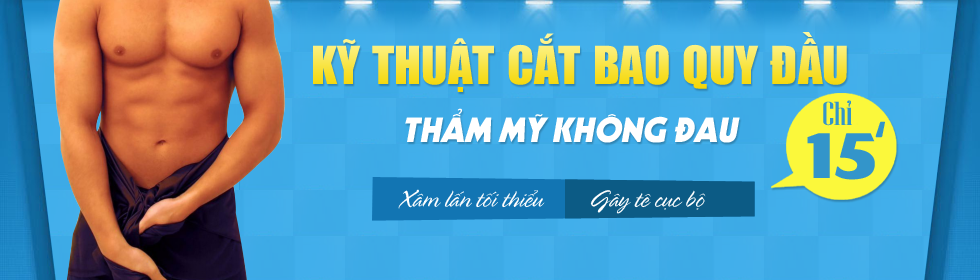 KỸ THUẬT CẮT BAO QUY ĐẦU
THẨM MỸ KHÔNG ĐAU
Chỉ
15'
Xâm lấn tối thiểu
Gây tê cục bộ